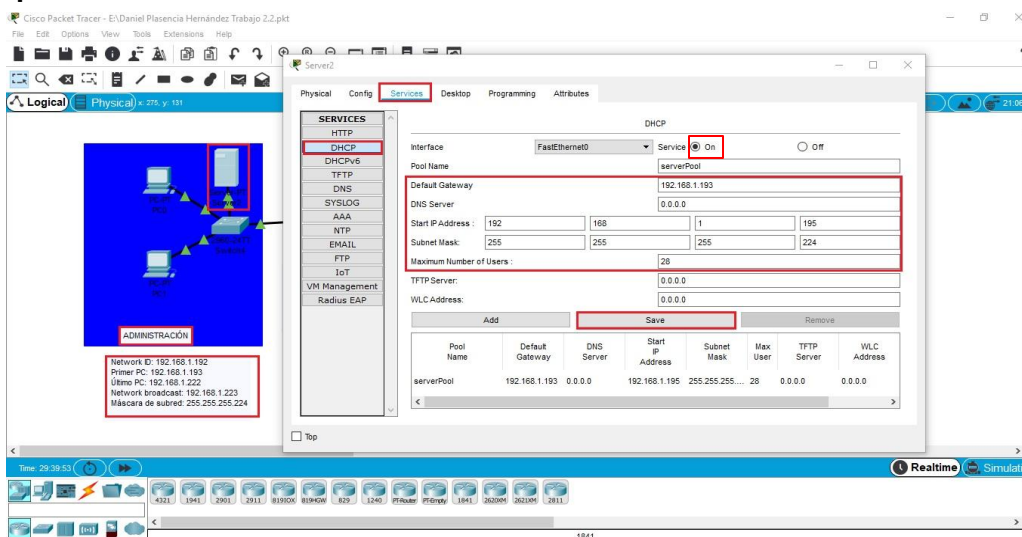 Cisco Packet Tracer - E:\Daniel Plasencia Hernández Trabajo 2.2.pkt
File Edit Options View Tools Extensions Help
Logical Physical x: 275, y: 131
21:06
Server2
Physical Config Services Desktop Programming Attributes
SERVICES
HTTP
DHCP
DHCPv6
TFTP
DNS
SYSLOG
AAA
NTP
EMAIL
FTP
IoT
VM Management
Radius EAP
DHCP
Interface FastEthernet0 Service On Off
Pool Name serverPool
Default Gateway 192.168.1.193
DNS Server 0.0.0.0
Start IP Address : 192 168 1 195
Subnet Mask: 255 255 255 224
Maximum Number of Users : 28
TFTP Server: 0.0.0.0
WLC Address: 0.0.0.0
Add Save Remove
Pool Name Default Gateway DNS Server Start IP Address Subnet Mask Max User TFTP Server WLC Address
serverPool 192.168.1.193 0.0.0.0 192.168.1.195 255.255.255.... 28 0.0.0.0 0.0.0.0
Top
ADMINISTRACIÓN
Network ID: 192.168.1.192
Primer PC: 192.168.1.193
Último PC: 192.168.1.222
Network broadcast: 192.168.1.223
Máscara de subred: 255.255.255.224
Time: 29:39:53
Realtime Simulati
4321 1941 2901 2911 819IOX 819HGW 829 1240 PT-Router PT-Empty 1841 2620XM 2621XM 2811
1841